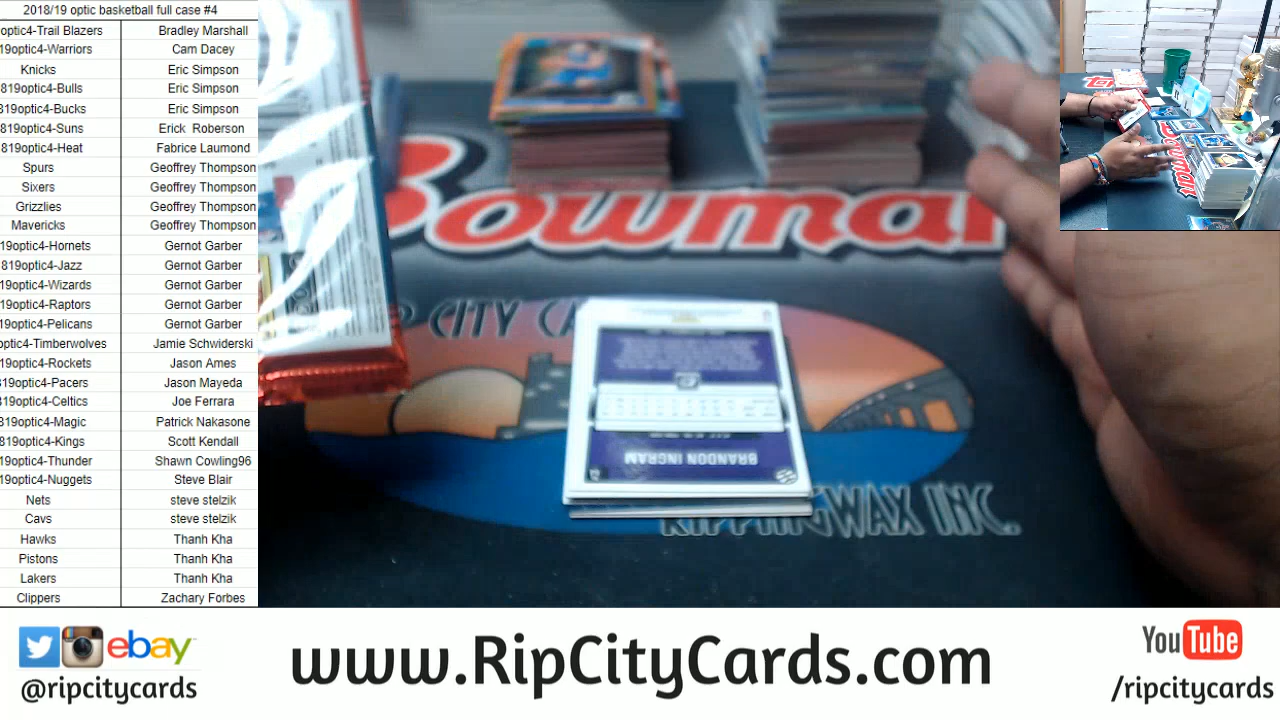 2018/19 optic basketball full case #4
optic4-Trail Blazers Bradley Marshall
19optic4-Warriors Cam Dacey
Knicks Eric Simpson
819optic4-Bulls Eric Simpson
819optic4-Bucks Eric Simpson
819optic4-Suns Erick Roberson
819optic4-Heat Fabrice Laumond
Spurs Geoffrey Thompson
Sixers Geoffrey Thompson
Grizzlies Geoffrey Thompson
Mavericks Geoffrey Thompson
19optic4-Hornets Gernot Garber
819optic4-Jazz Gernot Garber
19optic4-Wizards Gernot Garber
19optic4-Raptors Gernot Garber
19optic4-Pelicans Gernot Garber
optic4-Timberwolves Jamie Schwiderski
19optic4-Rockets Jason Ames
819optic4-Pacers Jason Mayeda
819optic4-Celtics Joe Ferrara
819optic4-Magic Patrick Nakasone
819optic4-Kings Scott Kendall
19optic4-Thunder Shawn Cowling96
19optic4-Nuggets Steve Blair
Nets steve stelzik
Cavs steve stelzik
Hawks Thanh Kha
Pistons Thanh Kha
Lakers Thanh Kha
Clippers Zachary Forbes
Bowman
P CITY CA
BRANDON INGRAM
RIPPINGWAX INC.
ebay
@ripcitycards
www.RipCityCards.com
YouTube
/ripcitycards